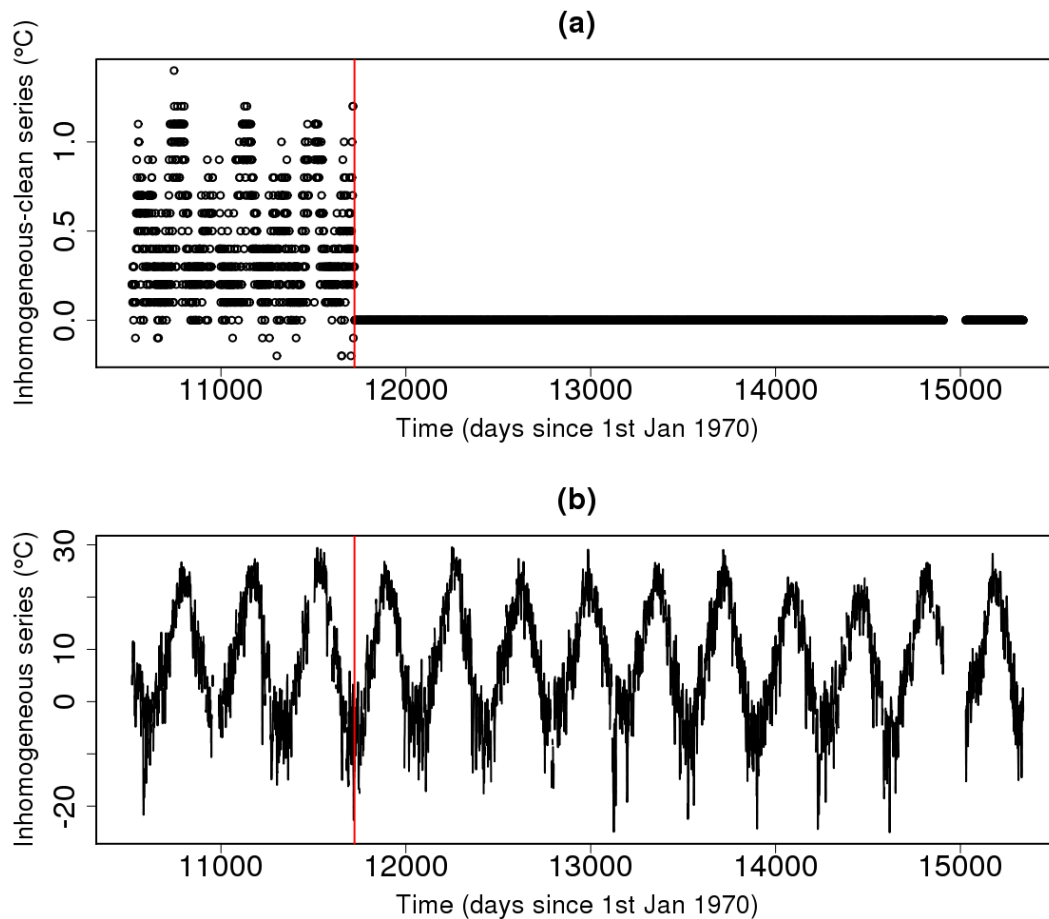 (a)
Inhomogeneous-clean series (°C)
1.0
0.5
0.0
11000 12000 13000 14000 15000
Time (days since 1st Jan 1970)
(b)
Inhomogeneous series (°C)
30
10
0
-20
11000 12000 13000 14000 15000
Time (days since 1st Jan 1970)